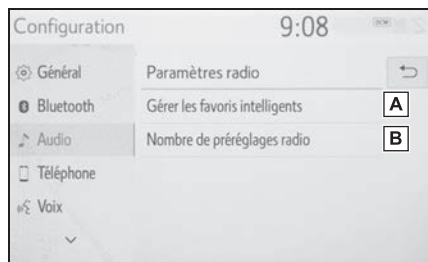 Configuration
9:08
Général
Bluetooth
Audio
Téléphone
Voix
Paramètres radio
Gérer les favoris intelligents
A
Nombre de préréglages radio
B